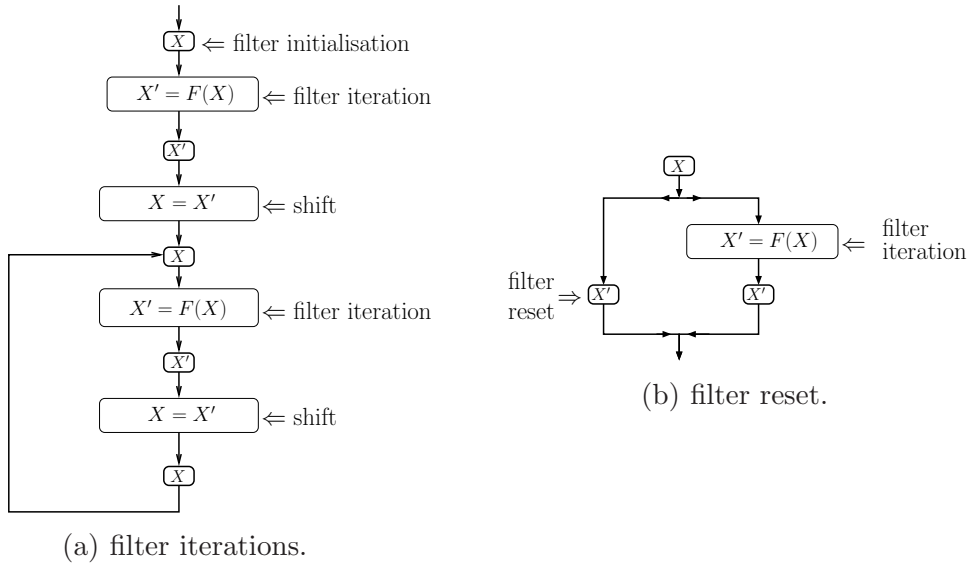 X ⇐ filter initialisation
X′ = F(X) ⇐ filter iteration
X′
X = X′ ⇐ shift
X
X′ = F(X) ⇐ filter iteration
X′
X = X′ ⇐ shift
X
(a) filter iterations.
X
X′ = F(X) ⇐ filter
iteration
filter
reset ⇒ X′
X′
(b) filter reset.